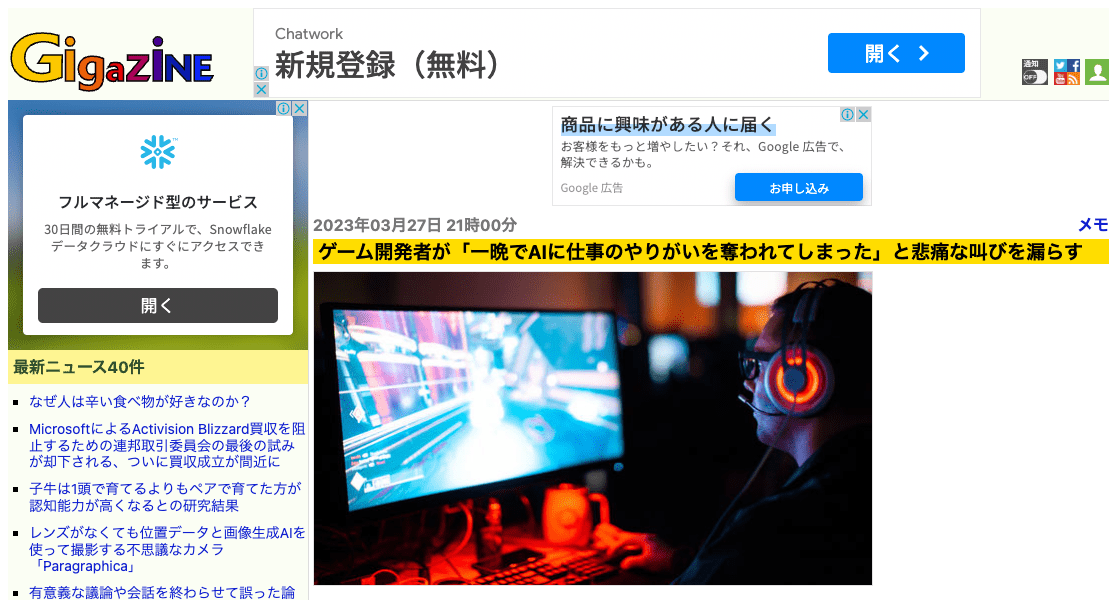 GigaZiNE
Chatwork
新規登録（無料）
開く
通知
OFF
フルマネージド型のサービス
30日間の無料トライアルで、Snowflake
データクラウドにすぐにアクセスでき
ます。
開く
商品に興味がある人に届く
お客様をもっと増やしたい？それ、Google 広告で、
解決できるかも。
Google 広告
お申し込み
2023年03月27日 21時00分
メモ
ゲーム開発者が「一晩でAIに仕事のやりがいを奪われてしまった」と悲痛な叫びを漏らす
最新ニュース40件
なぜ人は辛い食べ物が好きなのか？
MicrosoftによるActivision Blizzard買収を阻
止するための連邦取引委員会の最後の試み
が却下される、ついに買収成立が間近に
子牛は1頭で育てるよりもペアで育てた方が
認知能力が高くなるとの研究結果
レンズがなくても位置データと画像生成AIを
使って撮影する不思議なカメラ
「Paragraphica」
有意義な議論や会話を終わらせて誤った論